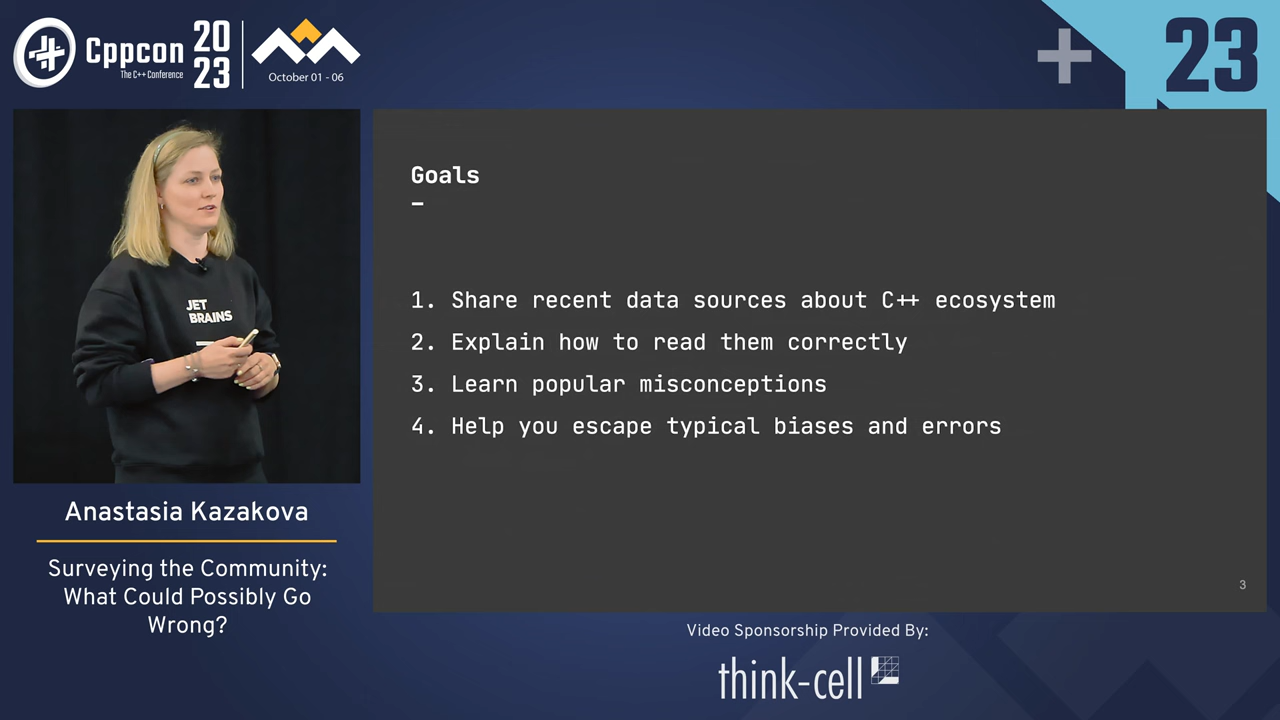 Cppcon
The C++ Conference
20
23
October 01 - 06
23
JET
BRAINS
Goals
1. Share recent data sources about C++ ecosystem
2. Explain how to read them correctly
3. Learn popular misconceptions
4. Help you escape typical biases and errors
3
Anastasia Kazakova
Surveying the Community:
What Could Possibly Go
Wrong?
Video Sponsorship Provided By:
think-cell